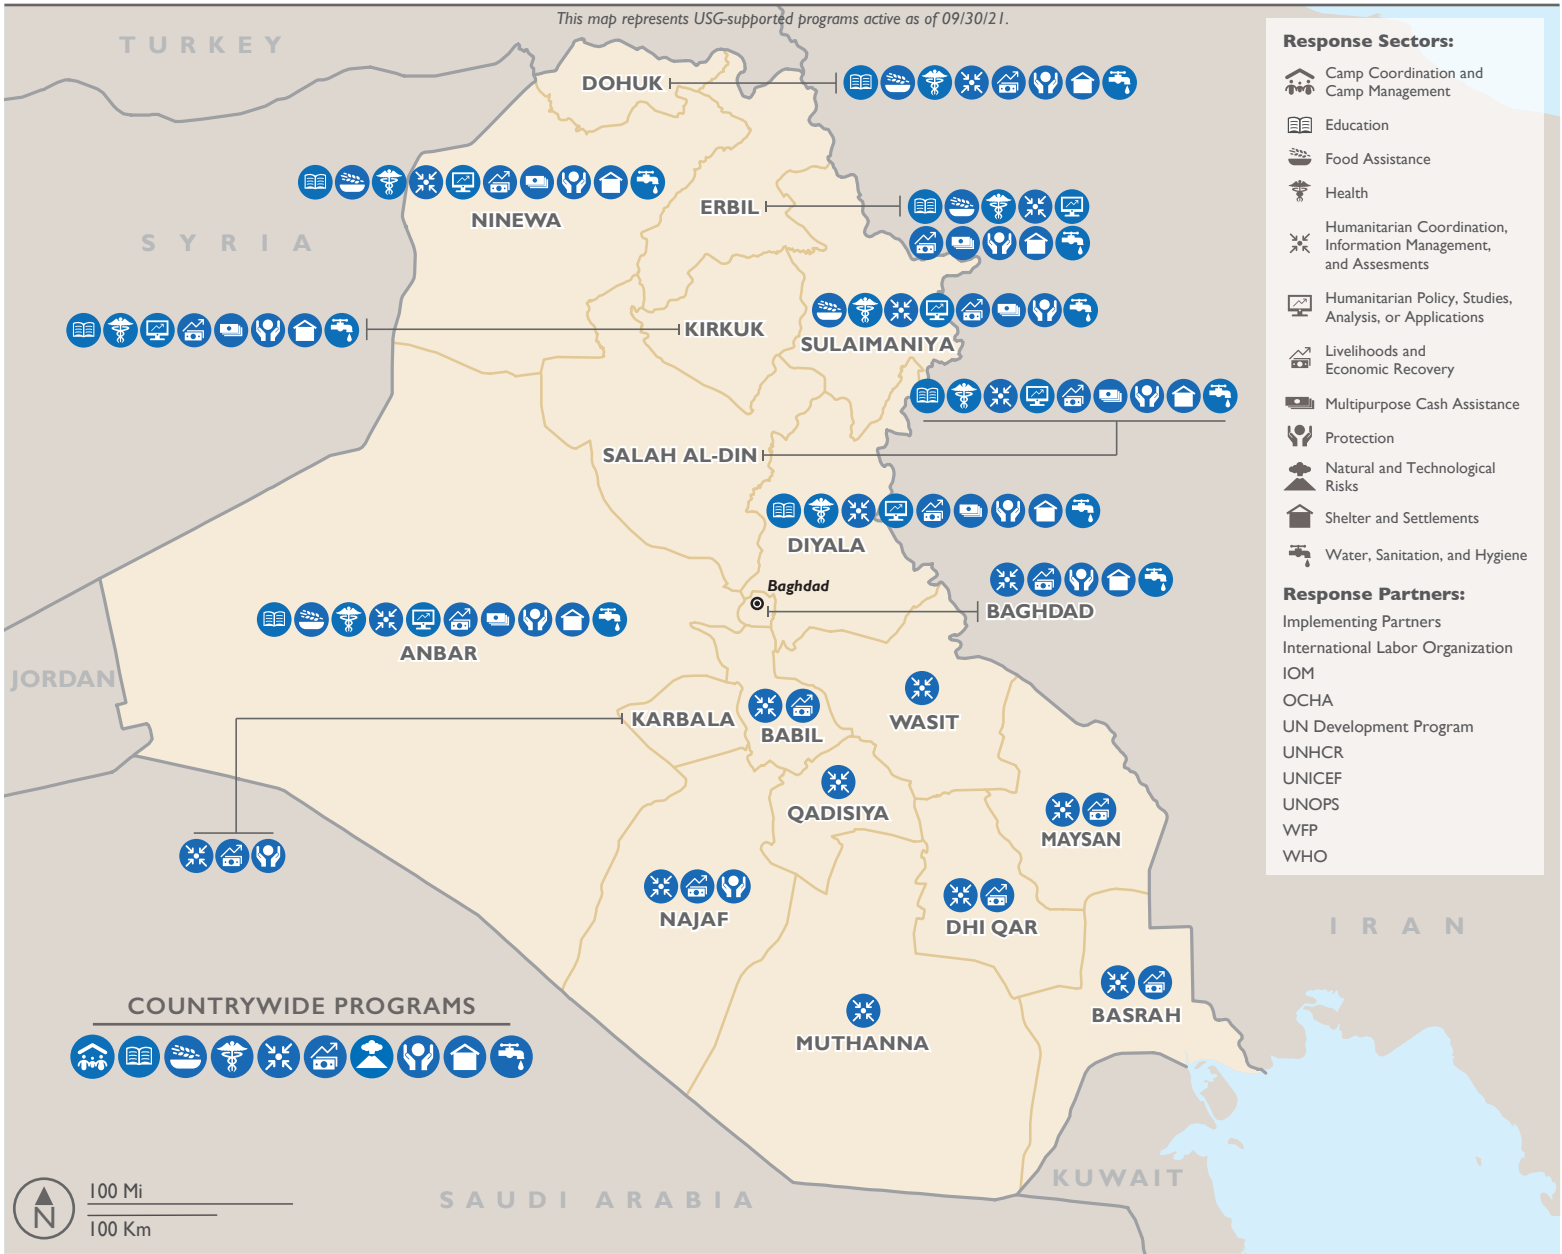 This map represents USG-supported programs active as of 09/30/21.
TURKEY
DOHUK
NINEWA
ERBIL
SYRIA
KIRKUK
SULAIMANIYA
SALAH AL-DIN
DIYALA
Baghdad
BAGHDAD
ANBAR
JORDAN
KARBALA
BABIL
WASIT
QADISIYA
MAYSAN
NAJAF
DHI QAR
BASRAH
MUTHANNA
IRAN
KUWAIT
SAUDI ARABIA
COUNTRYWIDE PROGRAMS
N
100 Mi
100 Km
Response Sectors:
Camp Coordination and
Camp Management
Education
Food Assistance
Health
Humanitarian Coordination,
Information Management,
and Assesments
Humanitarian Policy, Studies,
Analysis, or Applications
Livelihoods and
Economic Recovery
Multipurpose Cash Assistance
Protection
Natural and Technological
Risks
Shelter and Settlements
Water, Sanitation, and Hygiene
Response Partners:
Implementing Partners
International Labor Organization
IOM
OCHA
UN Development Program
UNHCR
UNICEF
UNOPS
WFP
WHO